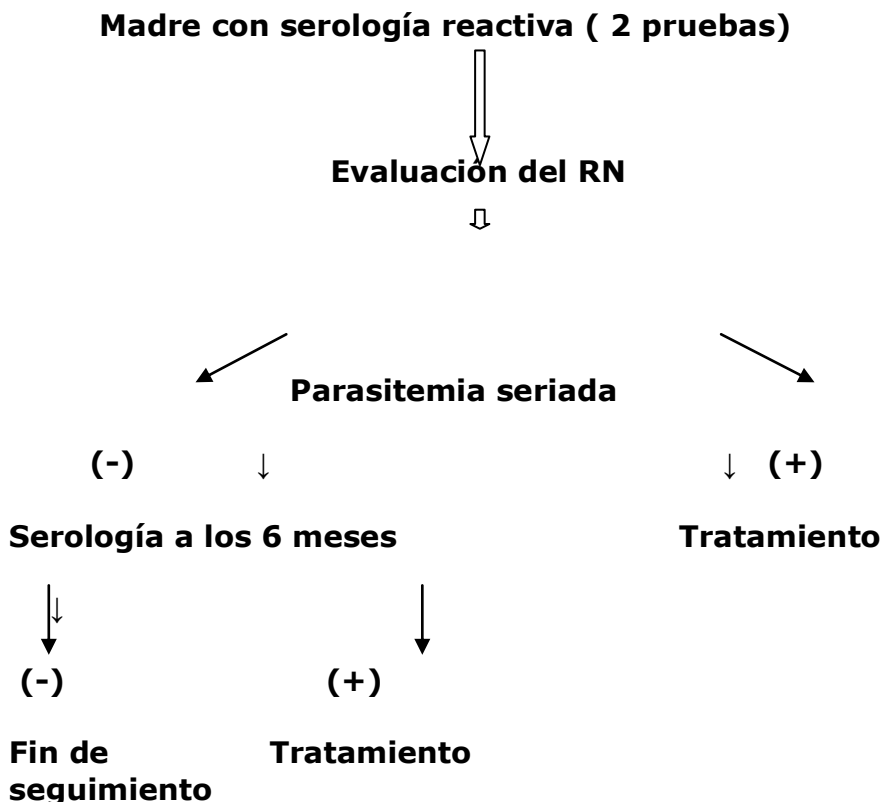 Madre con serología reactiva ( 2 pruebas)
Evaluación del RN
Parasitemia seriada
(-) ↓ ↓ (+)
Serología a los 6 meses Tratamiento
↓
(-) (+)
Fin de Tratamiento
seguimiento